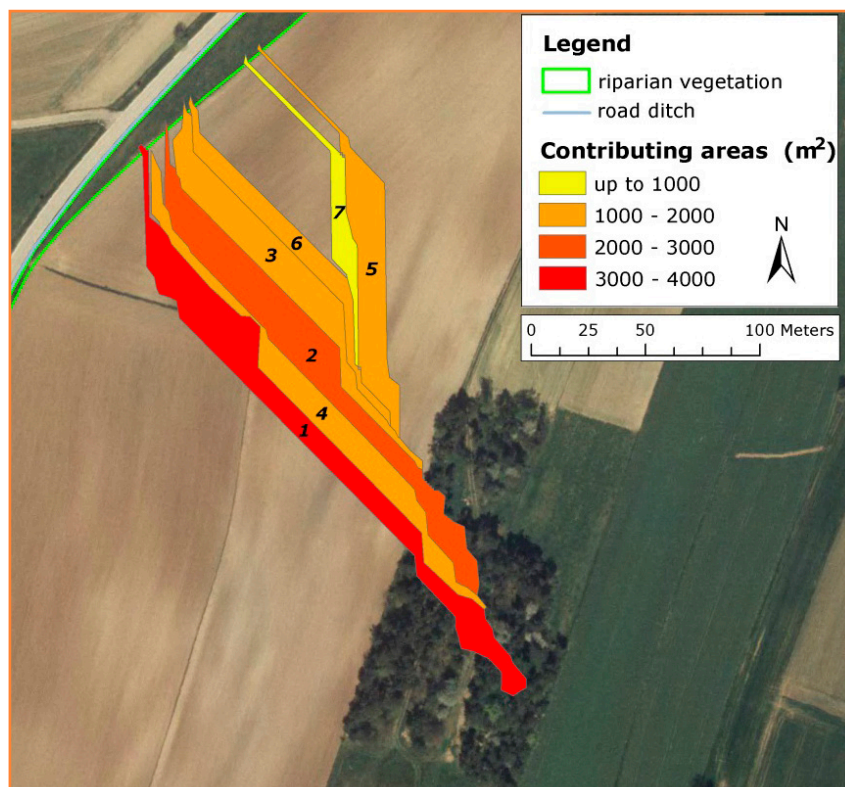 Legend
riparian vegetation
road ditch
Contributing areas (m²)
up to 1000
1000 - 2000
2000 - 3000
3000 - 4000
N
0 25 50 100 Meters
7
6
3
5
2
4
1